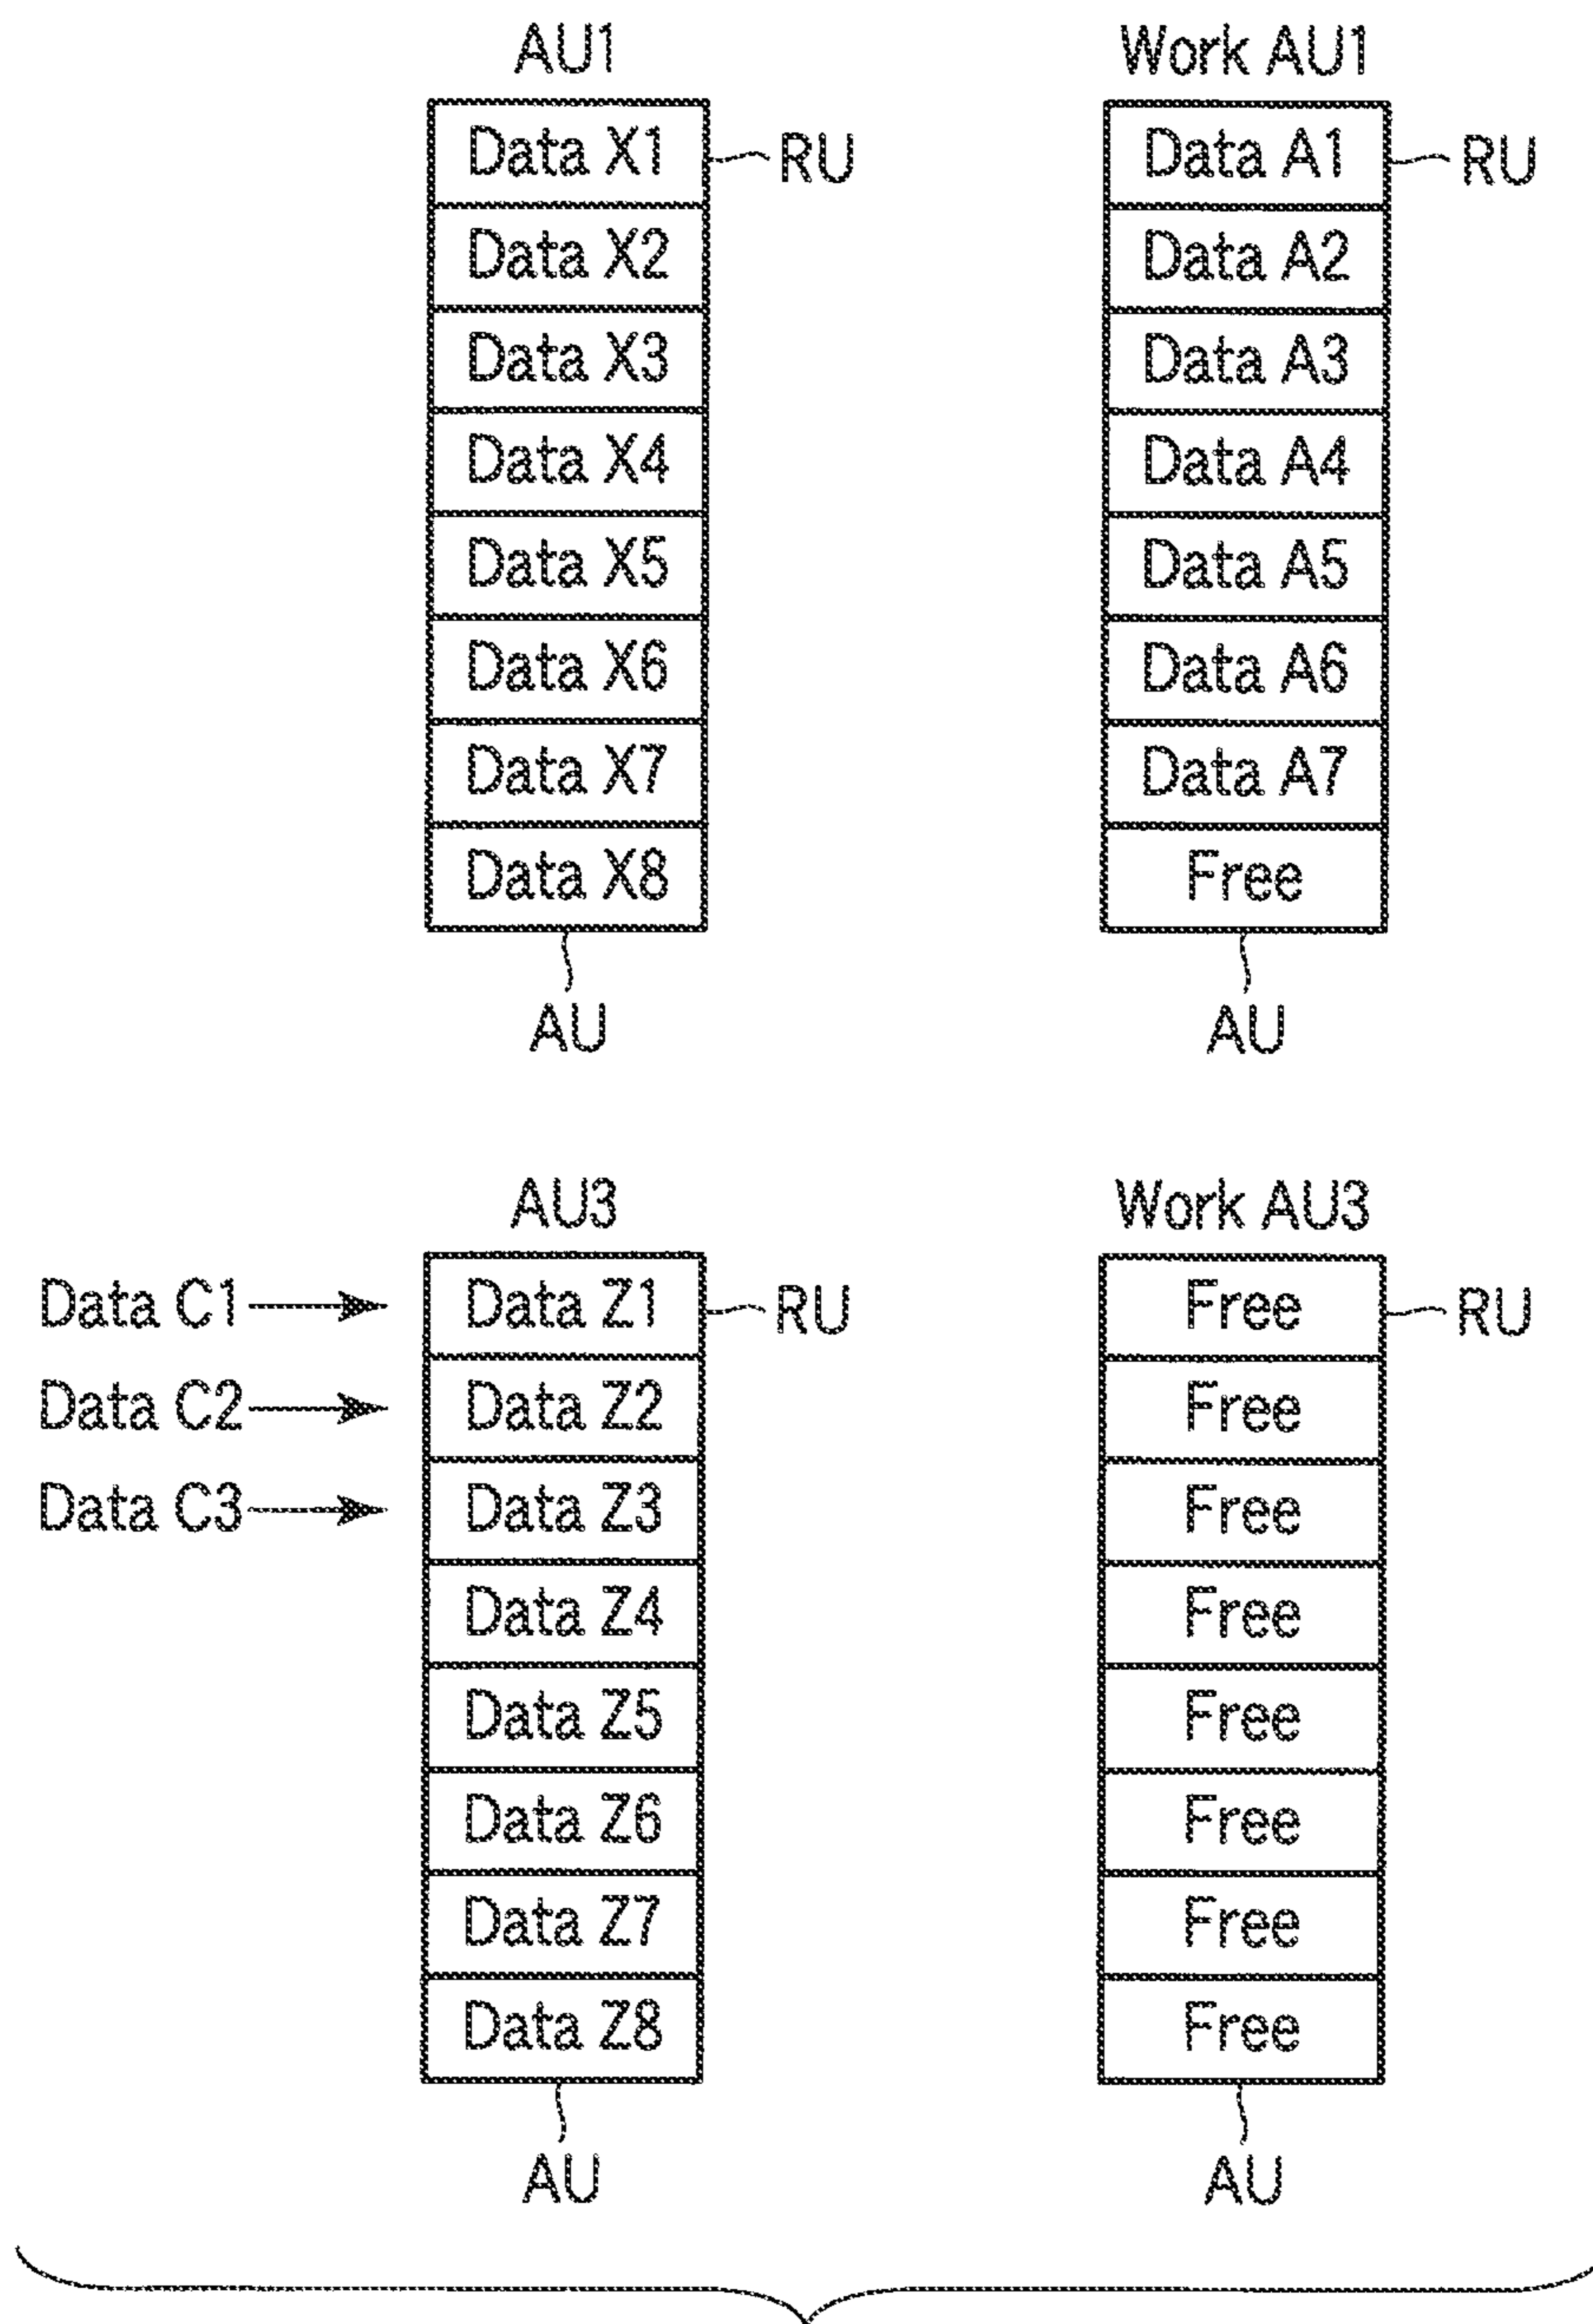 AU1
Data X1 RU
Data X2
Data X3
Data X4
Data X5
Data X6
Data X7
Data X8
AU
Work AU1
Data A1 RU
Data A2
Data A3
Data A4
Data A5
Data A6
Data A7
Free
AU
AU3
Data C1 Data Z1 RU
Data C2 Data Z2
Data C3 Data Z3
Data Z4
Data Z5
Data Z6
Data Z7
Data Z8
AU
Work AU3
Free RU
Free
Free
Free
Free
Free
Free
Free
AU